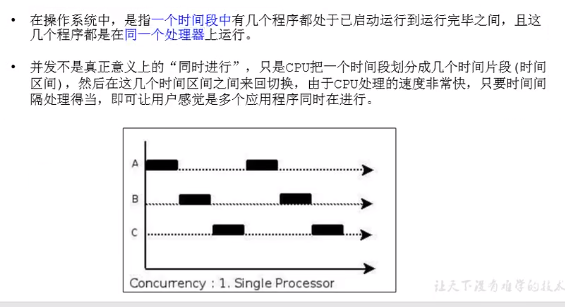 • 在操作系统中，是指一个时间段中有几个程序都处于已启动运行到运行完毕之间，且这
几个程序都是在同一个处理器上运行。
• 并发不是真正意义上的“同时进行”，只是CPU把一个时间段划分成几个时间片段(时间
区间)，然后在这几个时间区间之间来回切换，由于CPU处理的速度非常快，只要时间间
隔处理得当，即可让用户感觉是多个应用程序同时在进行。
A
B
C
Concurrency : 1. Single Processor
让天下没有难学的技术